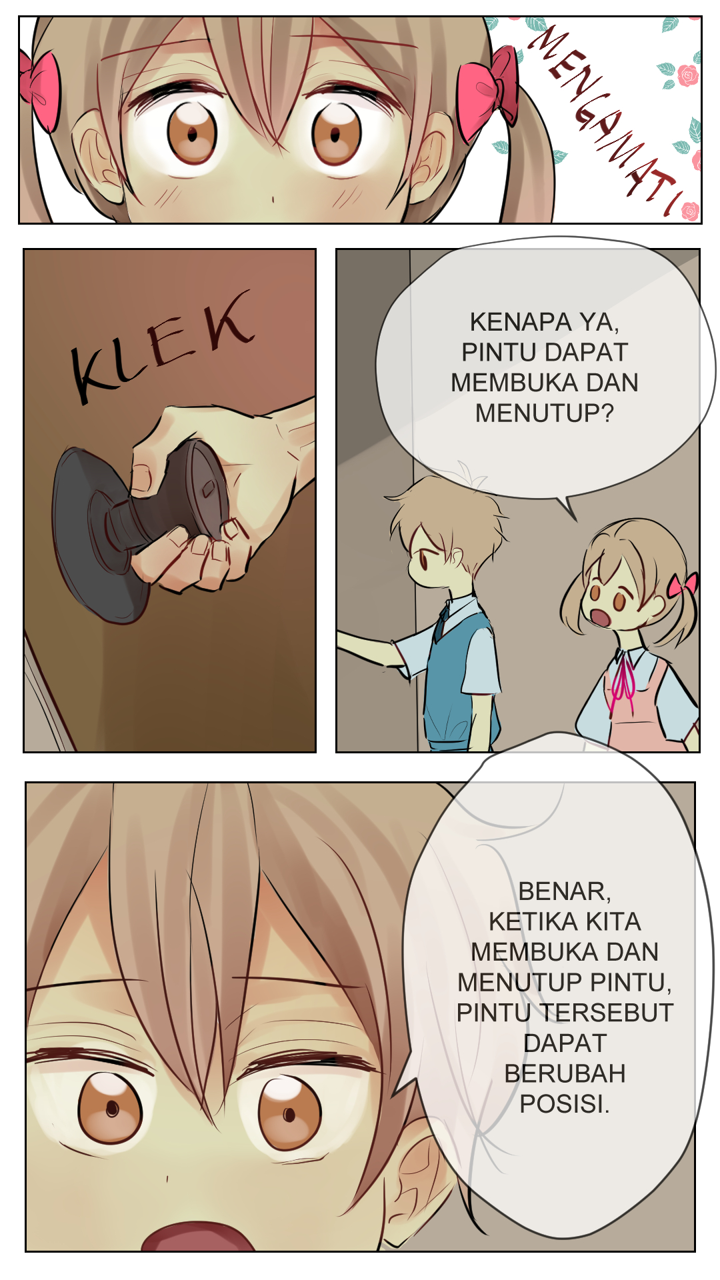 MENGAMATI
KLEK
KENAPA YA,
PINTU DAPAT
MEMBUKA DAN
MENUTUP?
BENAR,
KETIKA KITA
MEMBUKA DAN
MENUTUP PINTU,
PINTU TERSEBUT
DAPAT
BERUBAH
POSISI.